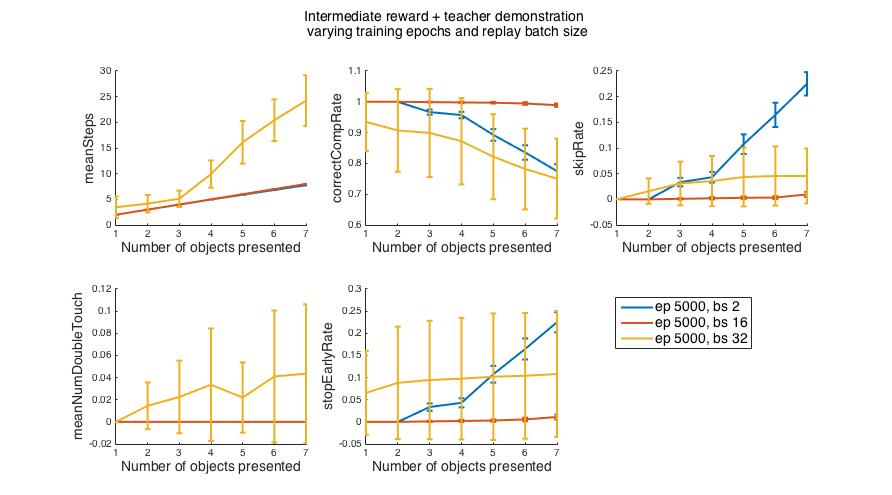 Intermediate reward + teacher demonstration
varying training epochs and replay batch size
meanSteps
30
25
20
15
10
5
0
1 2 3 4 5 6 7
Number of objects presented
correctCompRate
1.1
1
0.9
0.8
0.7
0.6
1 2 3 4 5 6 7
Number of objects presented
skipRate
0.25
0.2
0.15
0.1
0.05
0
-0.05
1 2 3 4 5 6 7
Number of objects presented
meanNumDoubleTouch
0.12
0.1
0.08
0.06
0.04
0.02
0
-0.02
1 2 3 4 5 6 7
Number of objects presented
stopEarlyRate
0.3
0.25
0.2
0.15
0.1
0.05
0
-0.05
1 2 3 4 5 6 7
Number of objects presented
ep 5000, bs 2
ep 5000, bs 16
ep 5000, bs 32